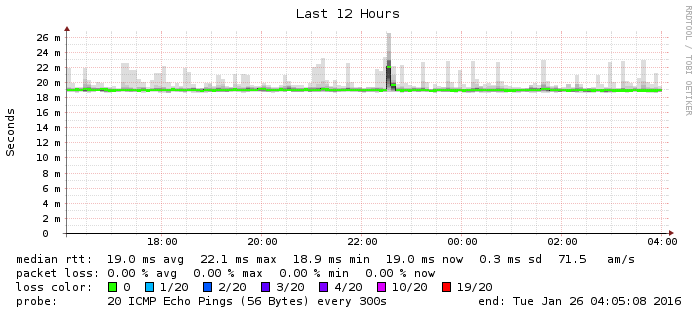 Last 12 Hours
RRDTOOL / TOBI OETIKER
Seconds
26 m
24 m
22 m
20 m
18 m
16 m
14 m
12 m
10 m
8 m
6 m
4 m
2 m
0
18:00 20:00 22:00 00:00 02:00 04:00
median rtt: 19.0 ms avg 22.1 ms max 18.9 ms min 19.0 ms now 0.3 ms sd 71.5 am/s
packet loss: 0.00 % avg 0.00 % max 0.00 % min 0.00 % now
loss color: 0 1/20 2/20 3/20 4/20 10/20 19/20
probe: 20 ICMP Echo Pings (56 Bytes) every 300s end: Tue Jan 26 04:05:08 2016